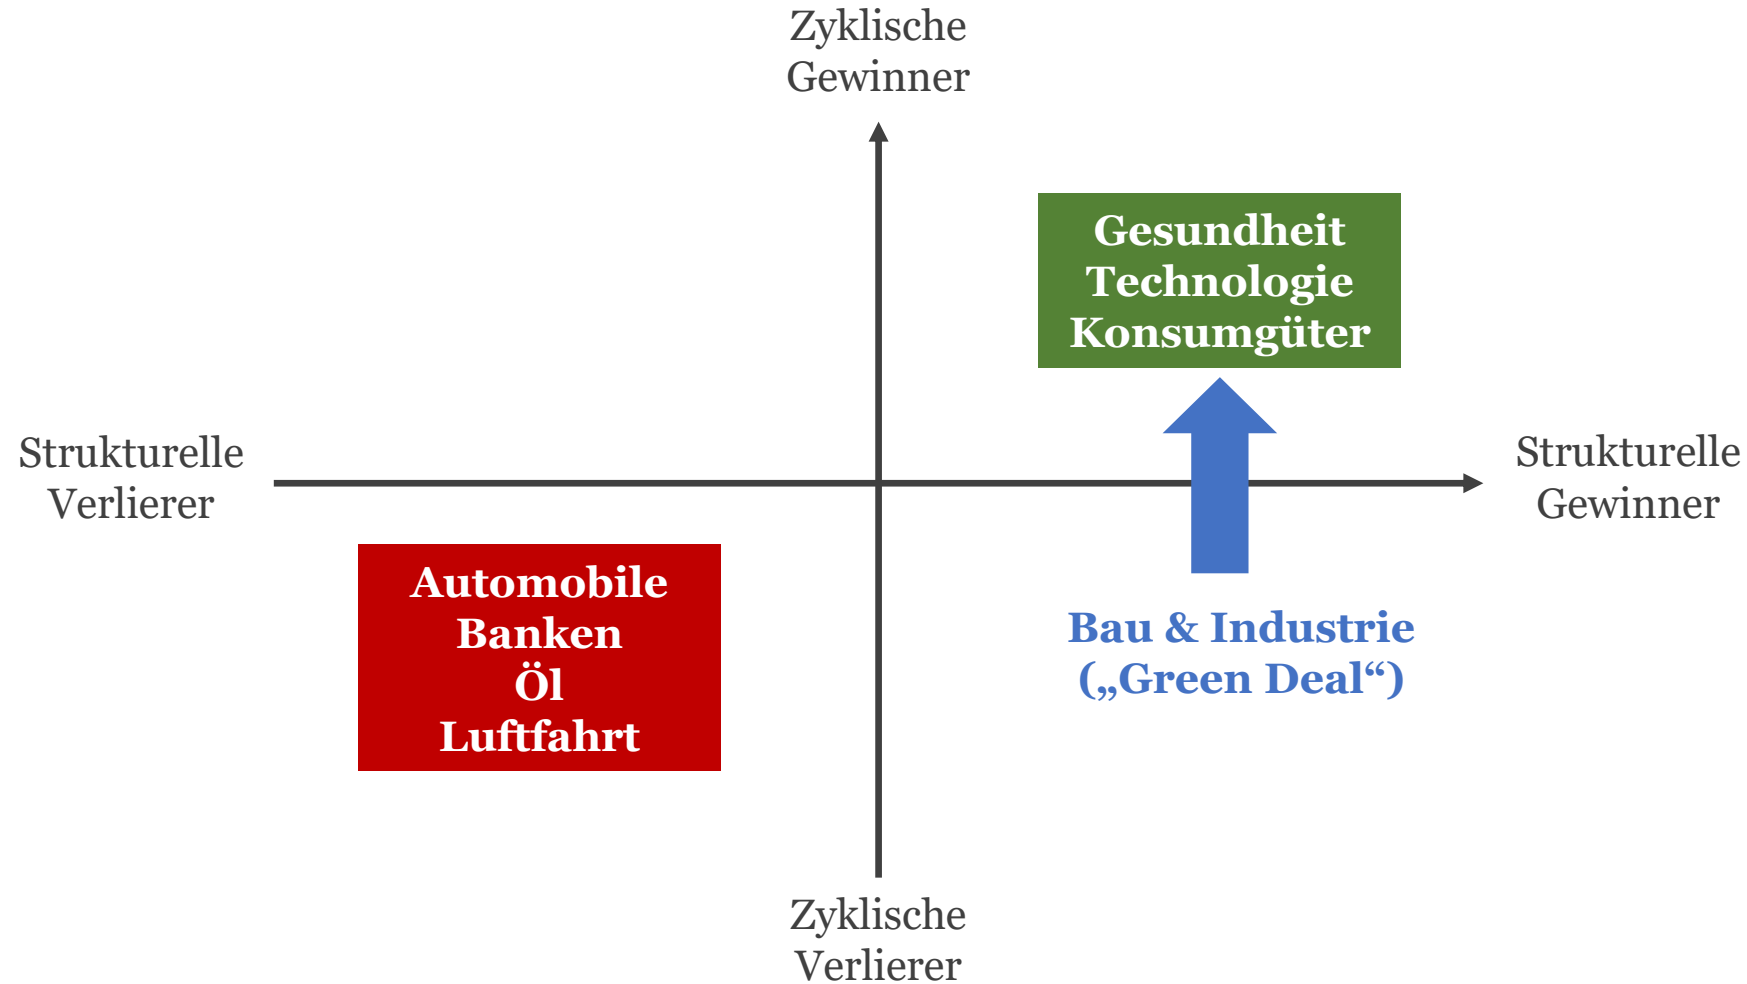 Zyklische
Gewinner
Gesundheit
Technologie
Konsumgüter
Strukturelle
Verlierer
Strukturelle
Gewinner
Automobile
Banken
Öl
Luftfahrt
Bau & Industrie
(„Green Deal“)
Zyklische
Verlierer